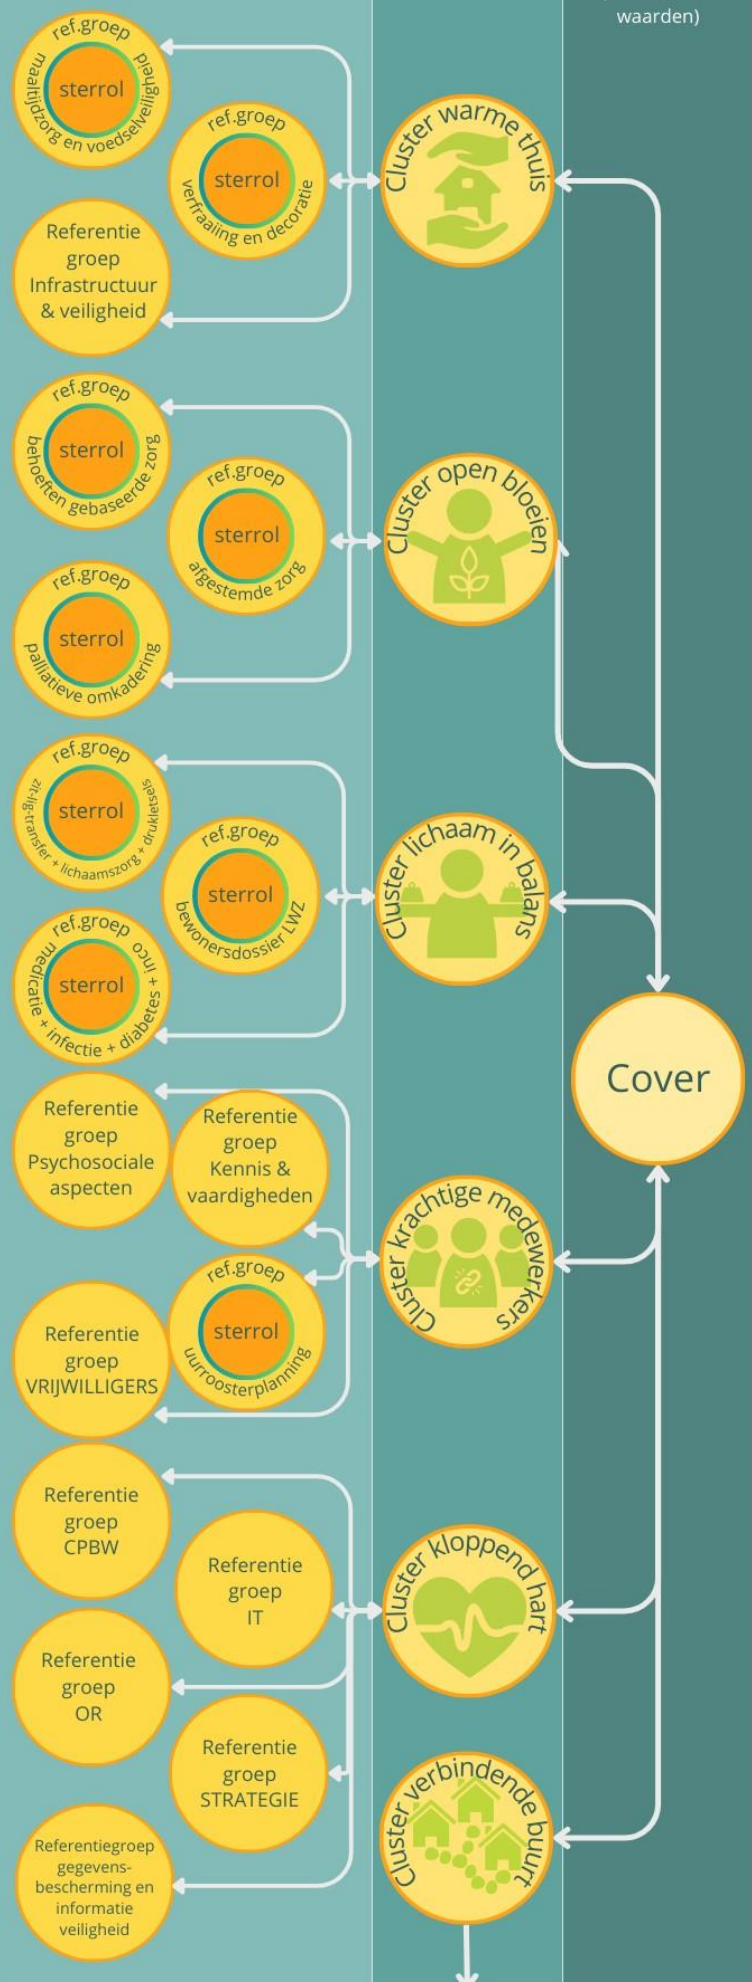 waarden)
ref.groep
sterrol
maaltijdzorg en voedselveiligheid
ref.groep
sterrol
verfraaiing en decoratie
Referentie
groep
Infrastructuur
& veiligheid
Cluster warme thuis
ref.groep
sterrol
behoeften gebaseerde zorg
ref.groep
sterrol
afgestemde zorg
ref.groep
sterrol
palliatieve omkadering
Cluster open bloeien
ref.groep
sterrol
zit-lig-transfer + lichaamszorg + drukletsels
ref.groep
sterrol
bewonersdossier LWZ
ref.groep
sterrol
medicatie + infectie + diabetes + inco
Cluster lichaam in balans
Cover
Referentie
groep
Psychosociale
aspecten
Referentie
groep
Kennis &
vaardigheden
ref.groep
sterrol
uurroosterplanning
Referentie
groep
VRIJWILLIGERS
Cluster krachtige medewerkers
Referentie
groep
CPBW
Referentie
groep
IT
Referentie
groep
OR
Referentie
groep
STRATEGIE
Referentiegroep
gegevens-
bescherming en
informatie
veiligheid
Cluster kloppend hart
Cluster verbindende buurt